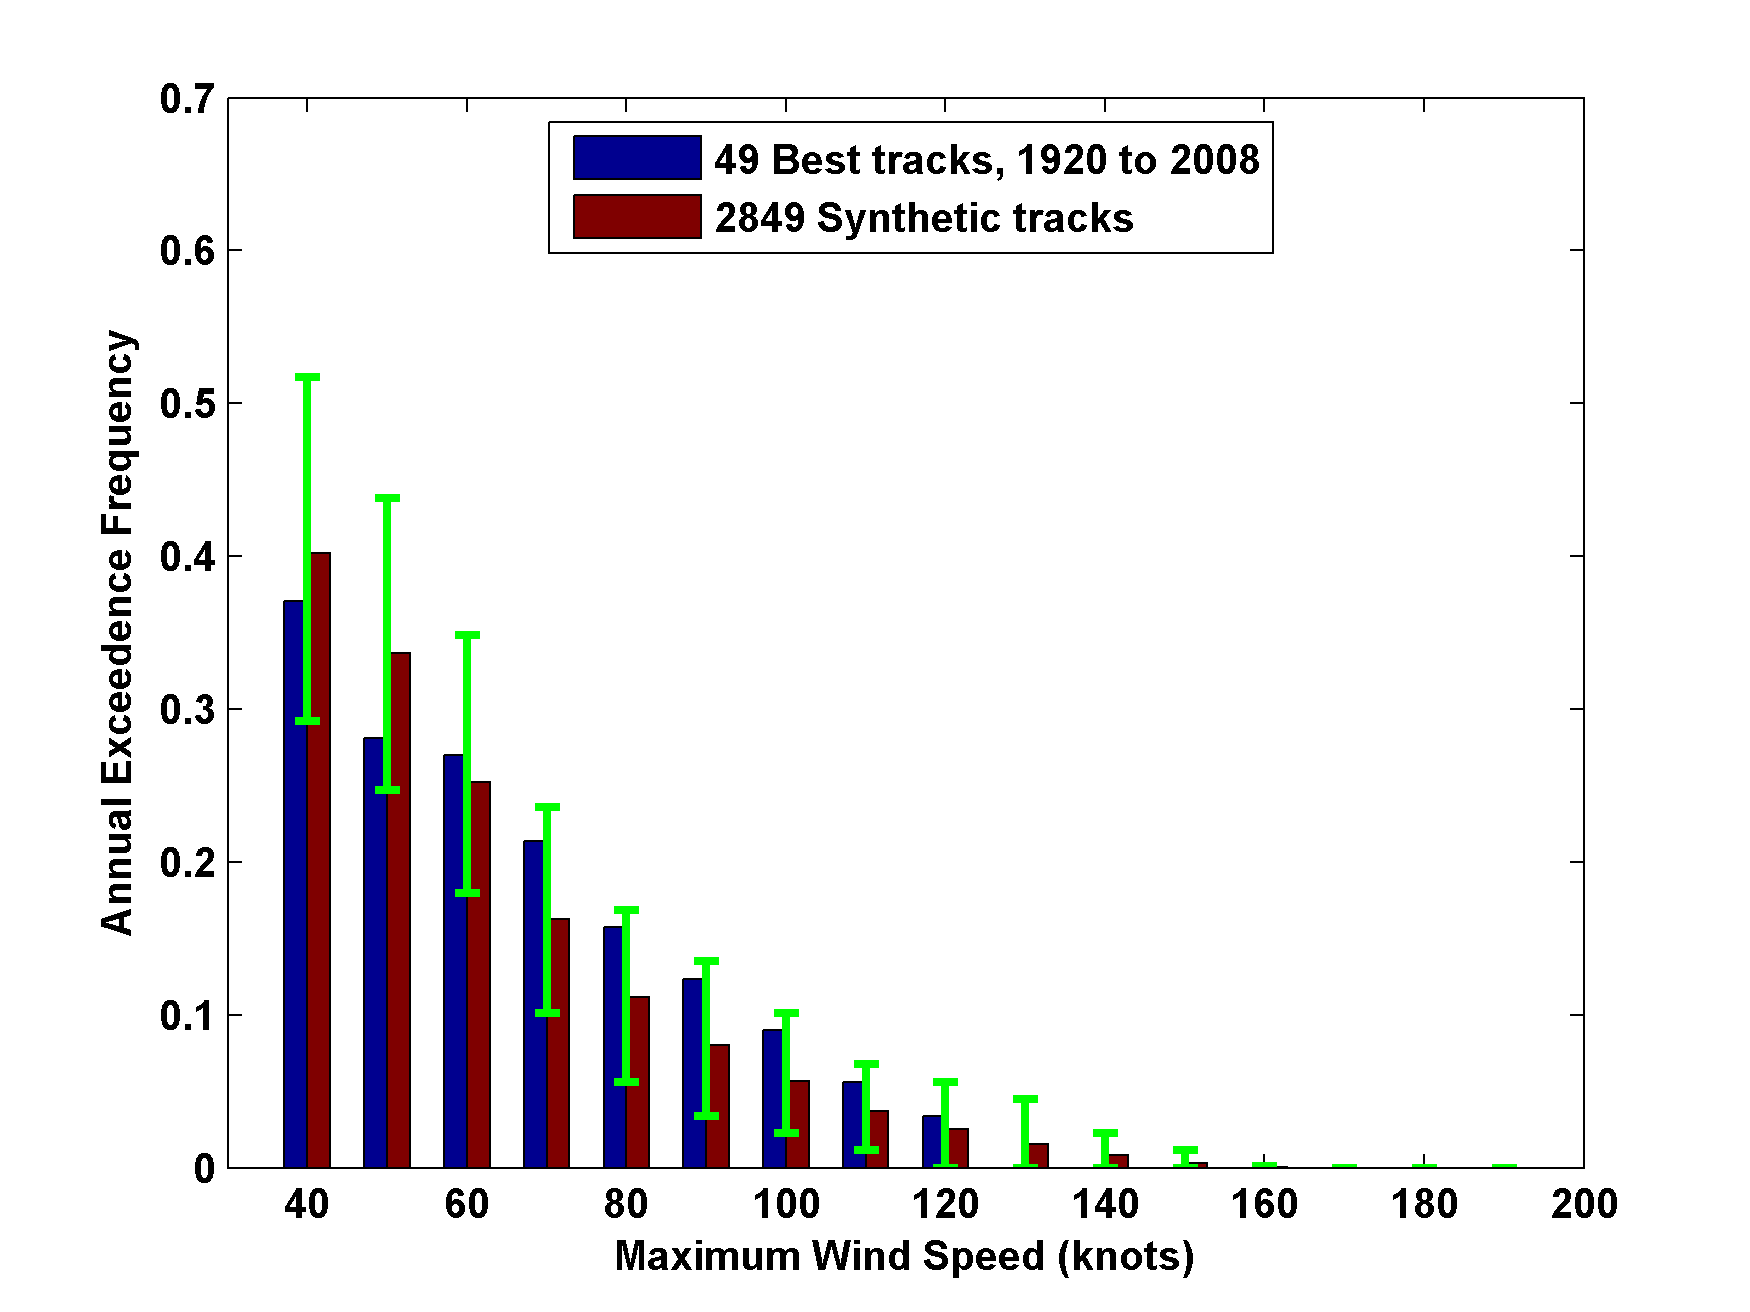 49 Best tracks, 1920 to 2008
2849 Synthetic tracks
0.7
0.6
0.5
0.4
0.3
0.2
0.1
0
Annual Exceedence Frequency
40 60 80 100 120 140 160 180 200
Maximum Wind Speed (knots)